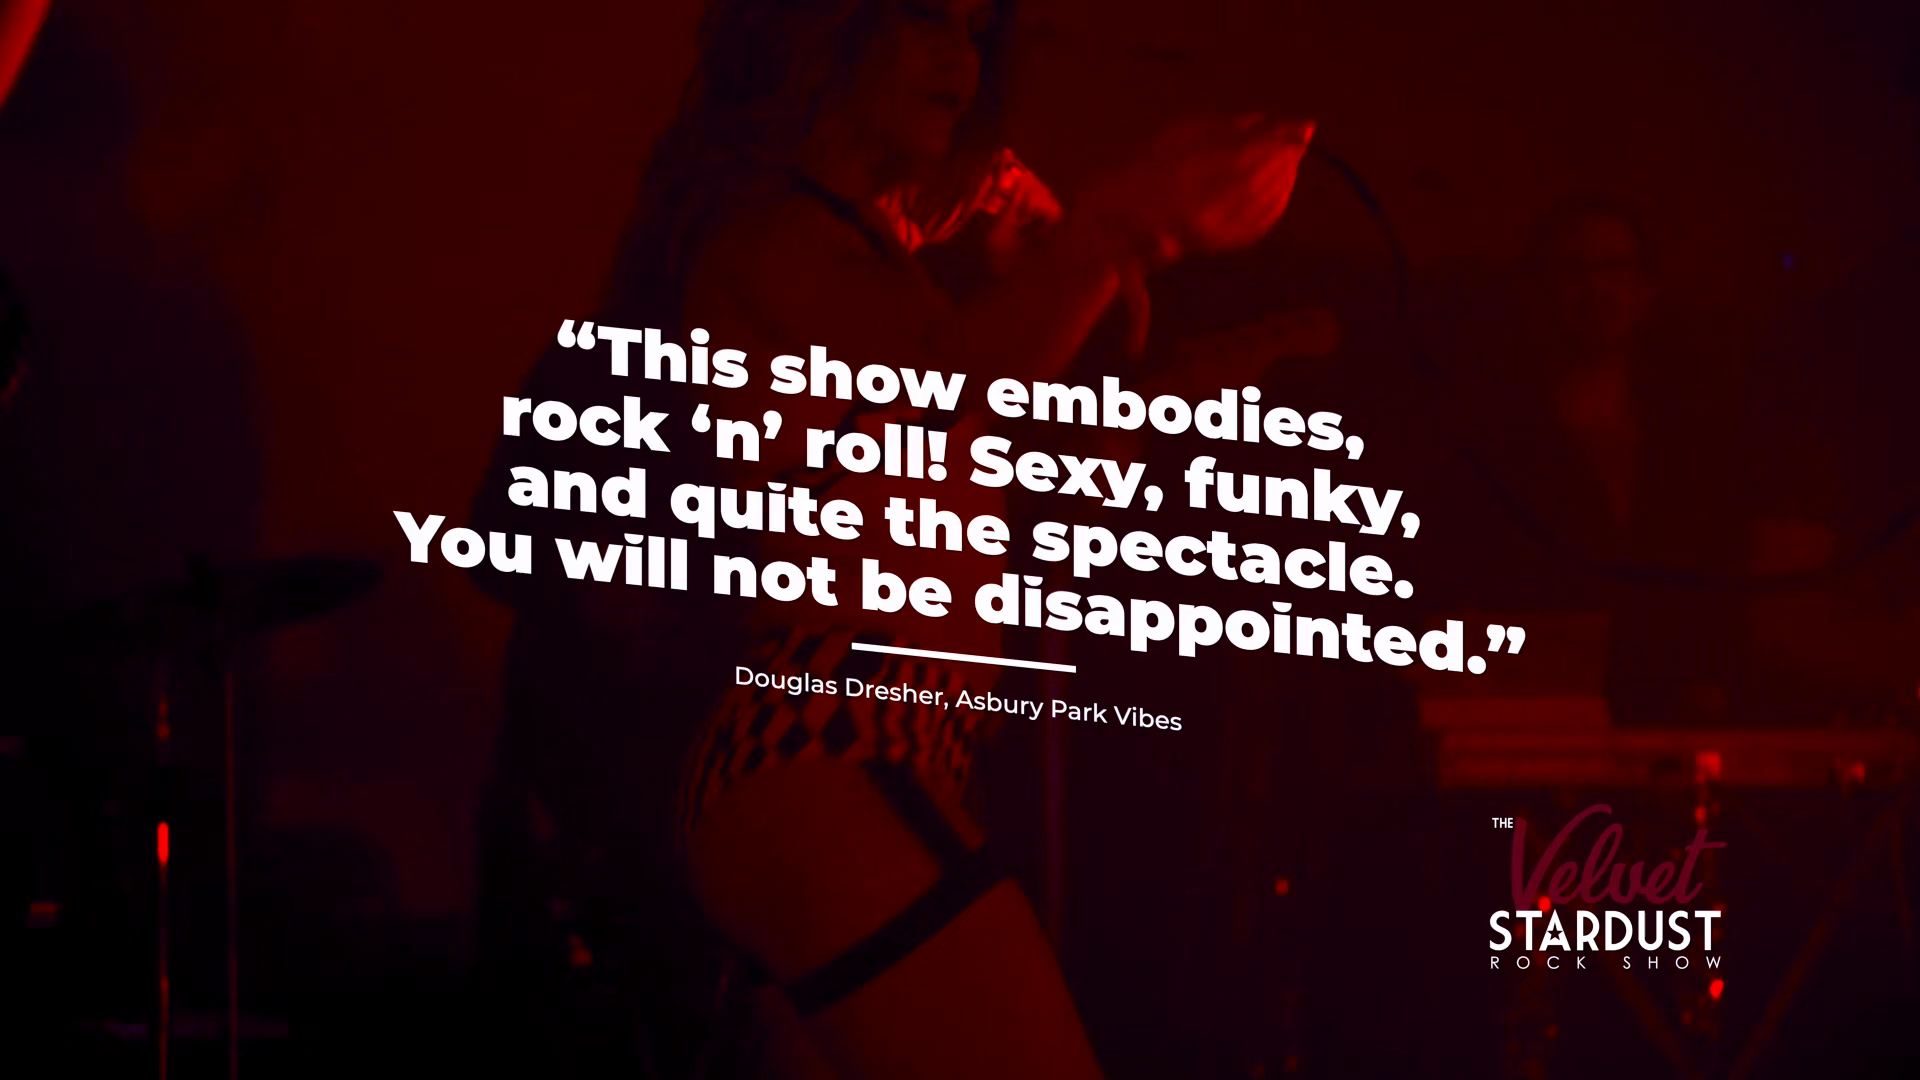 “This show embodies,
rock ‘n’ roll! Sexy, funky,
and quite the spectacle.
You will not be disappointed.”
Douglas Dresher, Asbury Park Vibes
THE
Velvet
STARDUST
ROCK SHOW